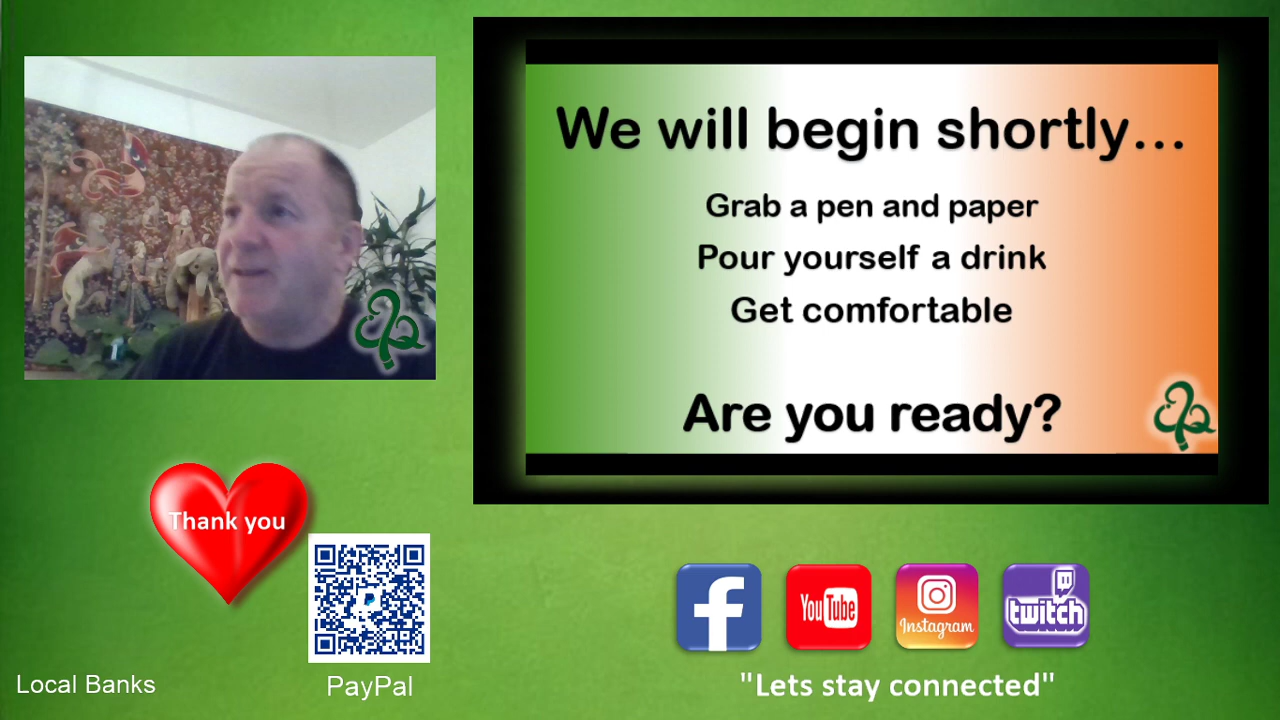 We will begin shortly...
Grab a pen and paper
Pour yourself a drink
Get comfortable
Are you ready?
Thank you
Local Banks
PayPal
f
YouTube
Instagram
twitch
"Lets stay connected"